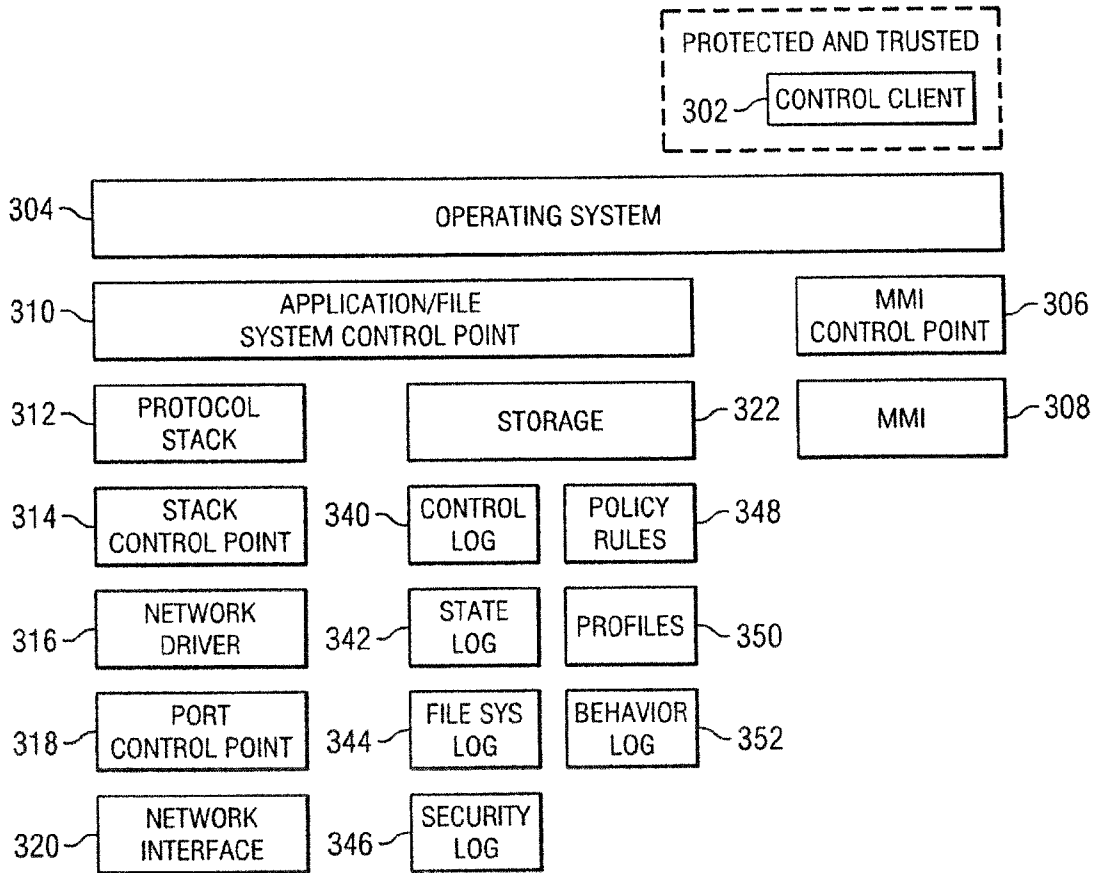 PROTECTED AND TRUSTED
302 CONTROL CLIENT
304 OPERATING SYSTEM
310 APPLICATION/FILE
SYSTEM CONTROL POINT
MMI
CONTROL POINT 306
312 PROTOCOL
STACK
STORAGE 322
MMI 308
314 STACK
CONTROL POINT
340 CONTROL
LOG
POLICY
RULES 348
316 NETWORK
DRIVER
342 STATE
LOG
PROFILES 350
318 PORT
CONTROL POINT
344 FILE SYS
LOG
BEHAVIOR
LOG 352
320 NETWORK
INTERFACE
346 SECURITY
LOG